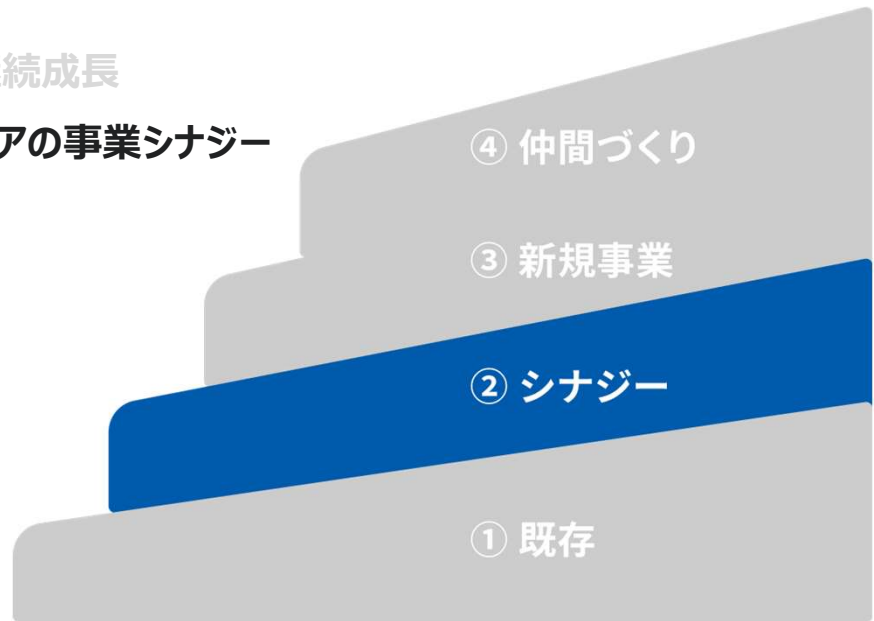 続成長
アの事業シナジー
④ 仲間づくり
③ 新規事業
② シナジー
① 既存